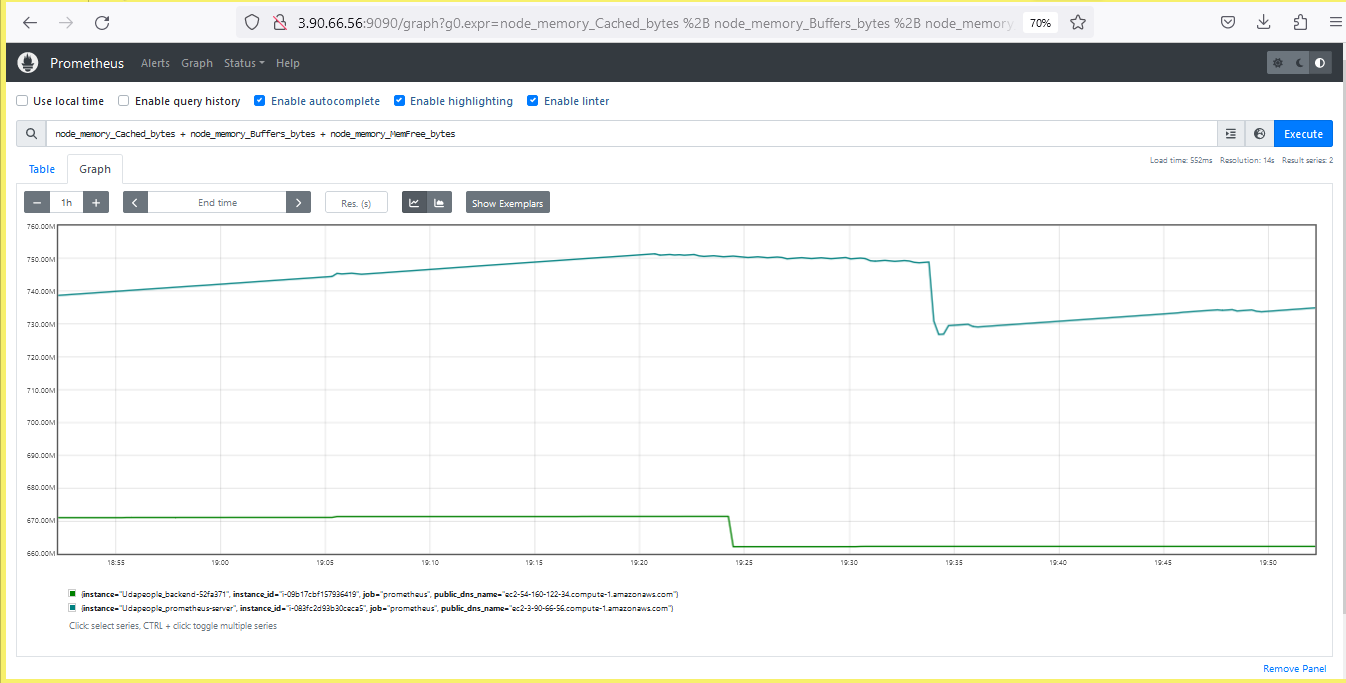 3.90.66.56:9090/graph?g0.expr=node_memory_Cached_bytes %2B node_memory_Buffers_bytes %2B node_memory 70%
Prometheus Alerts Graph Status Help
Use local time Enable query history Enable autocomplete Enable highlighting Enable linter
node_memory_Cached_bytes + node_memory_Buffers_bytes + node_memory_MemFree_bytes Execute
Load time: 552ms Resolution: 14s Result series: 2
Table Graph
− 1h + End time Res. (s) Show Exemplars
760.00M
750.00M
740.00M
730.00M
720.00M
710.00M
700.00M
690.00M
680.00M
670.00M
660.00M
18:55 19:00 19:05 19:10 19:15 19:20 19:25 19:30 19:35 19:40 19:45 19:50
{instance="Udapeople_backend-52fa371", instance_id="i-09b17cbf157936419", job="prometheus", public_dns_name="ec2-54-160-122-34.compute-1.amazonaws.com"}
{instance="Udapeople_prometheus-server", instance_id="i-083fc2d93b30ceca5", job="prometheus", public_dns_name="ec2-3-90-66-56.compute-1.amazonaws.com"}
Click: select series, CTRL + click: toggle multiple series
Remove Panel